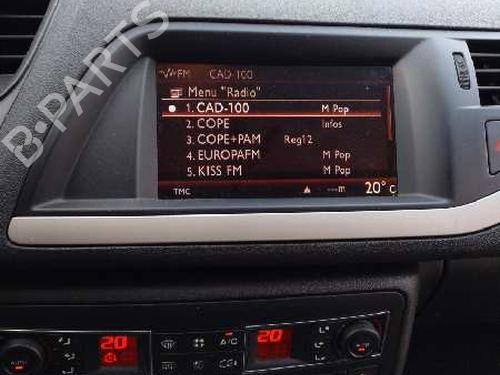 FM CAD-100
Menu "Radio"
1. CAD-100 M Pop
2. COPE Infos
3. COPE+PAM Reg12
4. EUROPAFM M Pop
5. KISS FM M Pop
TMC ---m 20° C
B-PARTS
20 20
AUTO A/C